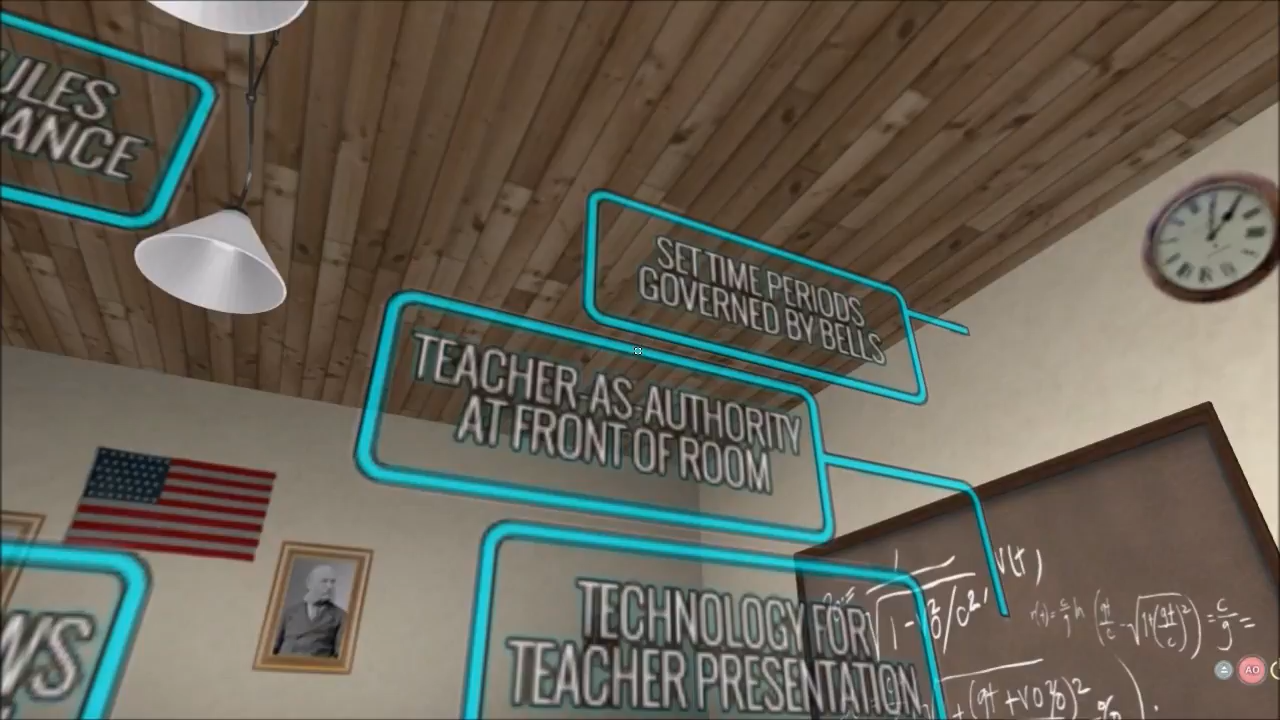 ULES
ANCE
SET TIME PERIODS
GOVERNED BY BELLS
TEACHER-AS-AUTHORITY
AT FRONT OF ROOM
WS
TECHNOLOGY FOR
TEACHER PRESENTATION
V(t)
AO